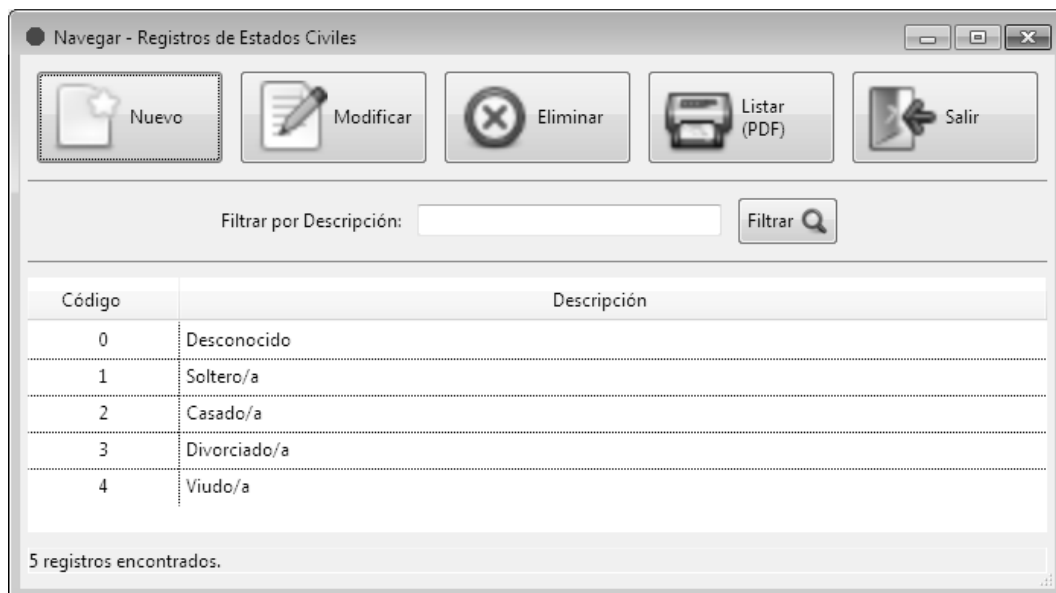 Navegar - Registros de Estados Civiles
Nuevo
Modificar
Eliminar
Listar
(PDF)
Salir
Filtrar por Descripción:
Filtrar
Código Descripción
0 Desconocido
1 Soltero/a
2 Casado/a
3 Divorciado/a
4 Viudo/a
5 registros encontrados.